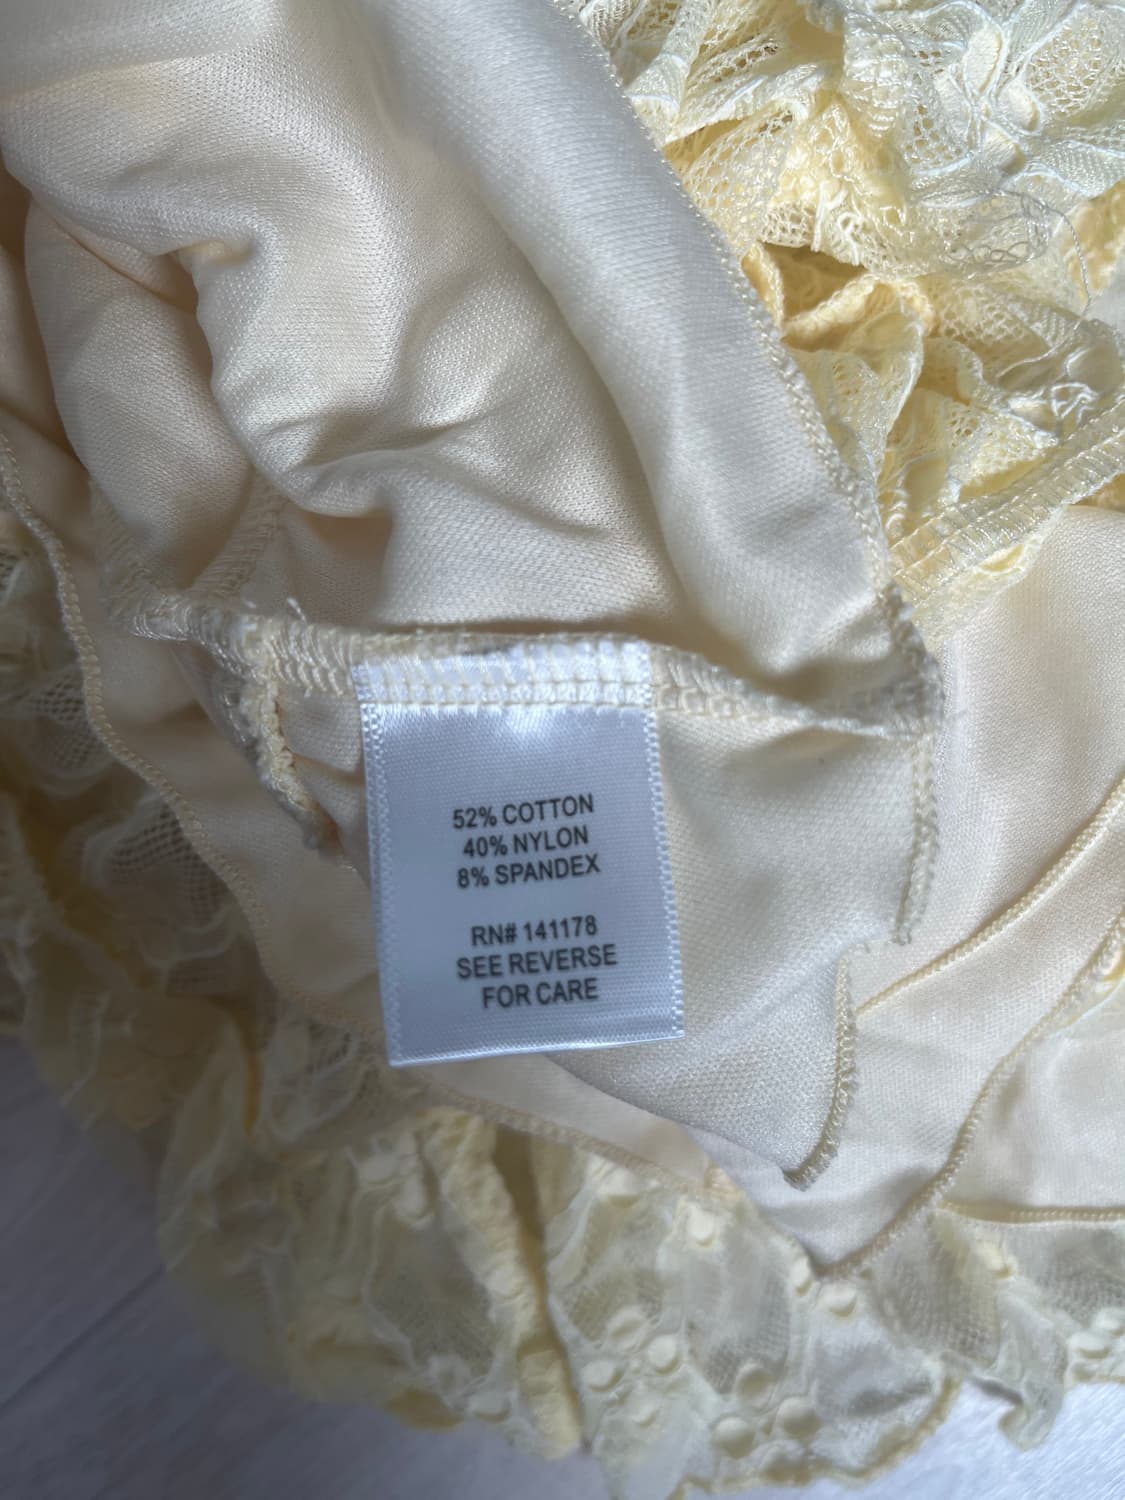 52% COTTON
40% NYLON
8% SPANDEX
RN# 141178
SEE REVERSE
FOR CARE